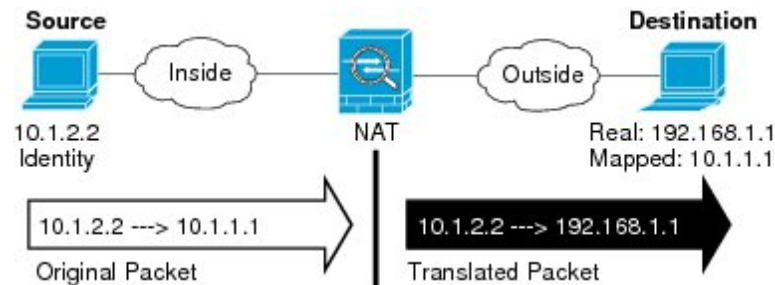 Source
Destination
Inside
Outside
10.1.2.2
Identity
NAT
Real: 192.168.1.1
Mapped: 10.1.1.1
10.1.2.2 ---> 10.1.1.1
10.1.2.2 ---> 192.168.1.1
Original Packet
Translated Packet